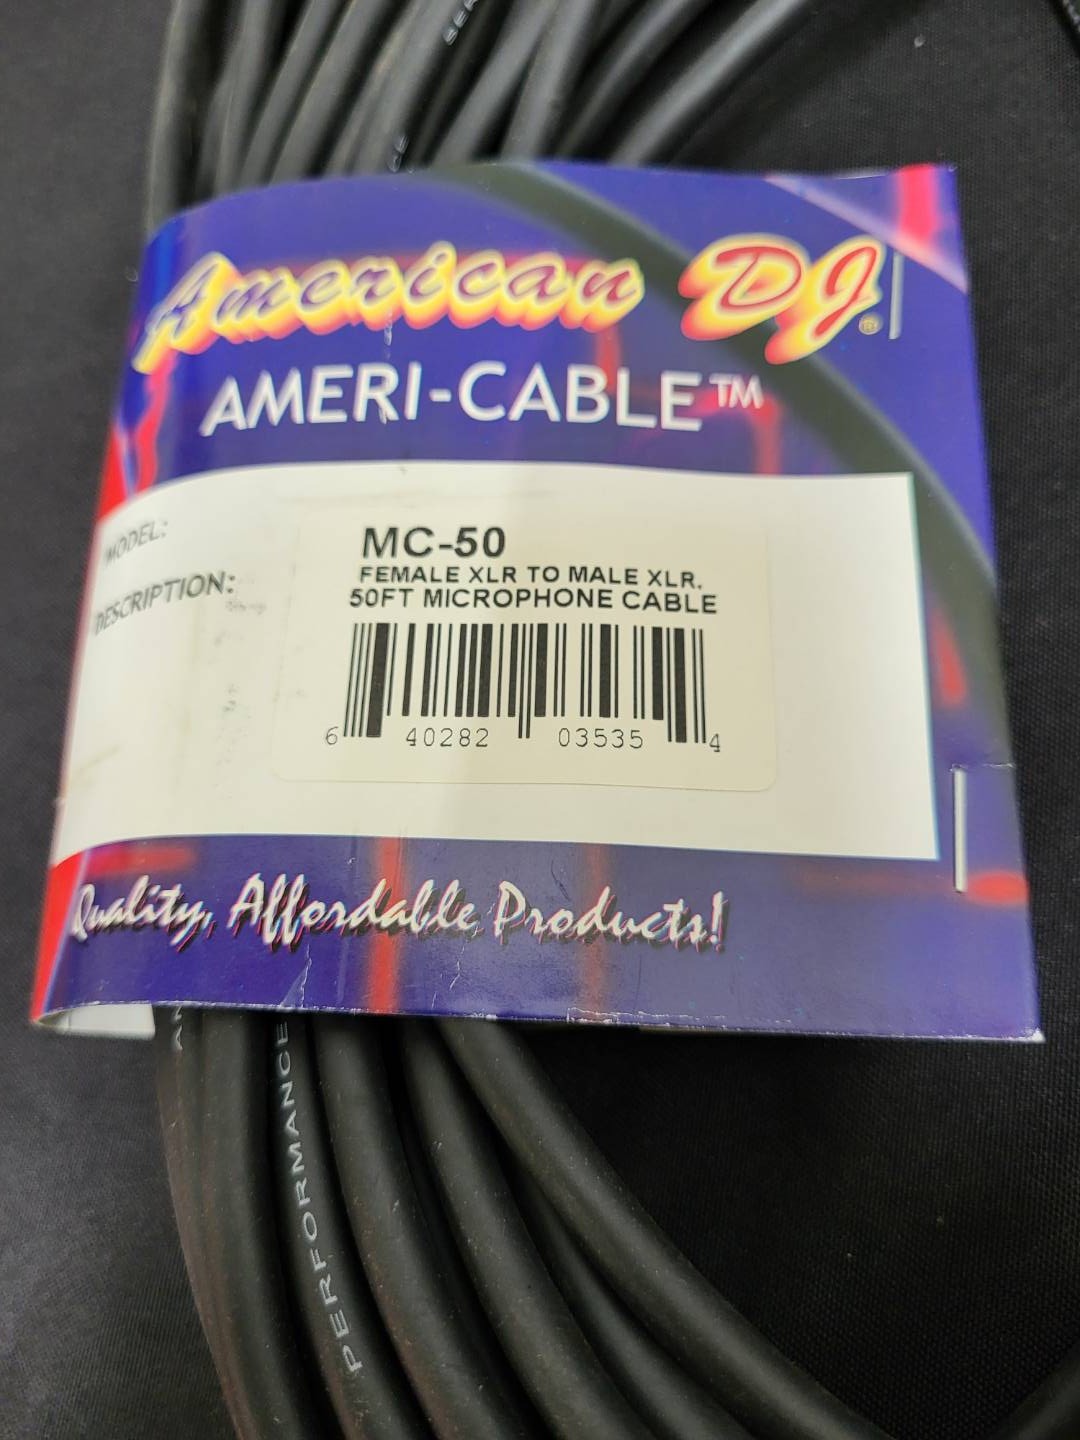 American DJ®
AMERI-CABLE™
MODEL:
MC-50
DESCRIPTION:
FEMALE XLR TO MALE XLR.
50FT MICROPHONE CABLE
6 40282 03535 4
Quality, Affordable Products!
PERFORMANCE